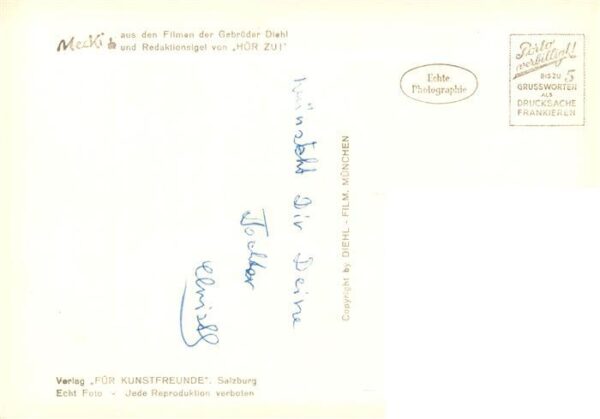 Mecki
aus den Filmen der Gebrüder Diehl
und Redaktionsigel von „HÖR ZU!"
Echte
Photographie
Porto
verbilligt!
BIS ZU 5
GRUSSWORTEN
ALS
DRUCKSACHE
FRANKIEREN
wünscht Dir Deine
Tochter
Copyright by DIEHL - FILM, MÜNCHEN
Verlag „FÜR KUNSTFREUNDE", Salzburg
Echt Foto - Jede Reproduktion verboten